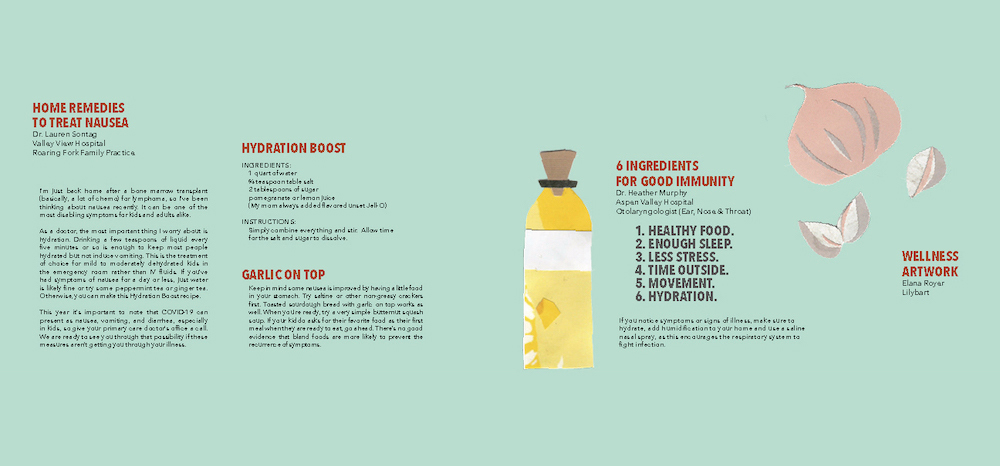 HOME REMEDIES
TO TREAT NAUSEA
Dr. Lauren Sontag
Valley View Hospital
Roaring Fork Family Practice
I'm just back home after a bone marrow transplant
(basically, a lot of chemo) for lymphoma, so I've been
thinking about nausea recently. It can be one of the
most disabling symptoms for kids and adults alike.
As a doctor, the most important thing I worry about is
hydration. Drinking a few teaspoons of liquid every
five minutes or so is enough to keep most people
hydrated but not induce vomiting. This is the treatment
of choice for mild to moderately dehydrated kids in
the emergency room rather than IV fluids. If you've
had symptoms of nausea for a day or less, just water
is likely fine or try some peppermint tea or ginger tea.
Otherwise, you can make this Hydration Boost recipe.
This year it's important to note that COVID-19 can
present as nausea, vomiting, and diarrhea, especially
in kids, so give your primary care doctor's office a call.
We are ready to see you through that possibility if these
measures aren't getting you through your illness.
HYDRATION BOOST
INGREDIENTS:
1 quart of water
¾ teaspoon table salt
2 tablespoons of sugar
pomegranate or lemon juice
(My mom always added flavored unset Jell-O)
INSTRUCTIONS:
Simply combine everything and stir. Allow time
for the salt and sugar to dissolve.
GARLIC ON TOP
Keep in mind some nausea is improved by having a little food
in your stomach. Try saltine or other non-greasy crackers
first. Toasted sourdough bread with garlic on top works as
well. When you're ready, try a very simple butternut squash
soup. If your kiddo asks for their favorite food as their first
meal when they are ready to eat, go ahead. There's no good
evidence that bland foods are more likely to prevent the
recurrence of symptoms.
6 INGREDIENTS
FOR GOOD IMMUNITY
Dr. Heather Murphy
Aspen Valley Hospital
Otolaryngologist (Ear, Nose & Throat)
1. HEALTHY FOOD.
2. ENOUGH SLEEP.
3. LESS STRESS.
4. TIME OUTSIDE.
5. MOVEMENT.
6. HYDRATION.
If you notice symptoms or signs of illness, make sure to
hydrate, add humidification to your home and use a saline
nasal spray, as this encourages the respiratory system to
fight infection.
WELLNESS
ARTWORK
Elana Royer
Lilybart